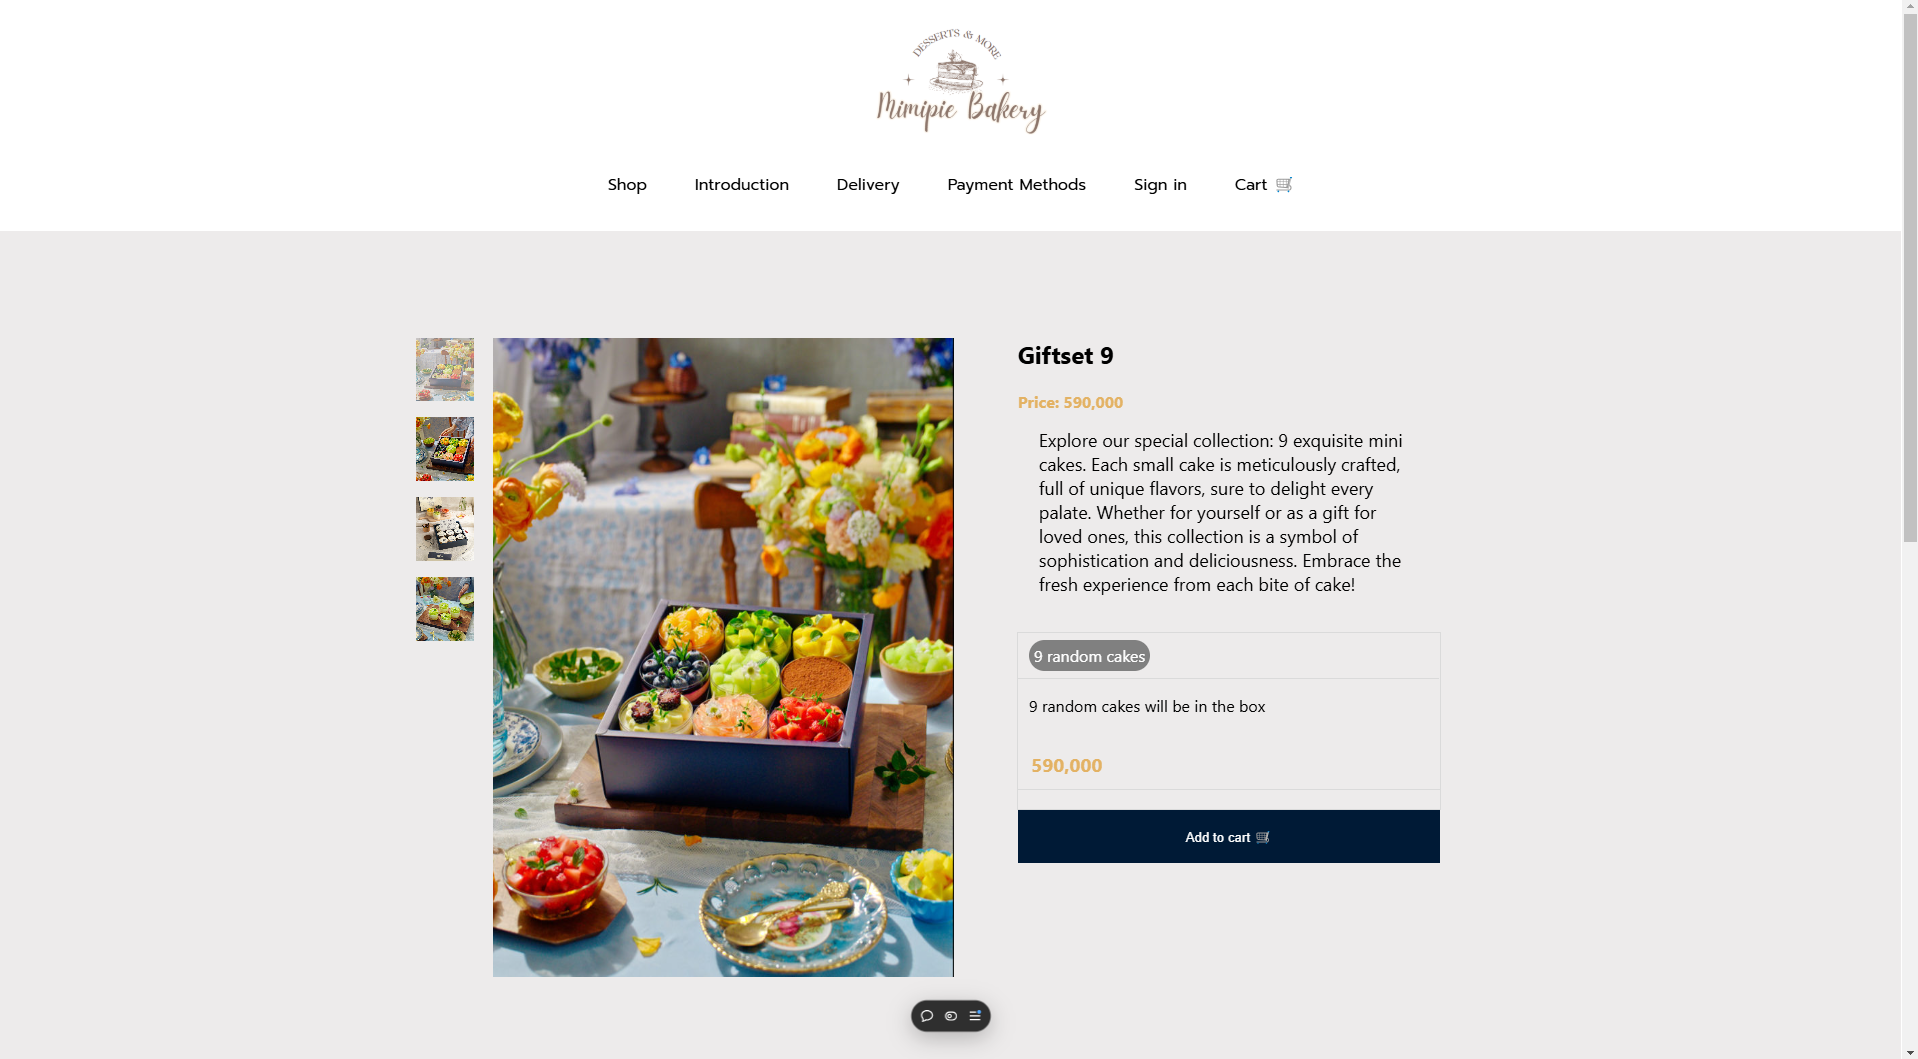 DESSERTS & MORE
Mimipie Bakery
Shop
Introduction
Delivery
Payment Methods
Sign in
Cart 🛒
Giftset 9
Price: 590,000
Explore our special collection: 9 exquisite mini
cakes. Each small cake is meticulously crafted,
full of unique flavors, sure to delight every
palate. Whether for yourself or as a gift for
loved ones, this collection is a symbol of
sophistication and deliciousness. Embrace the
fresh experience from each bite of cake!
9 random cakes
9 random cakes will be in the box
590,000
Add to cart 🛒